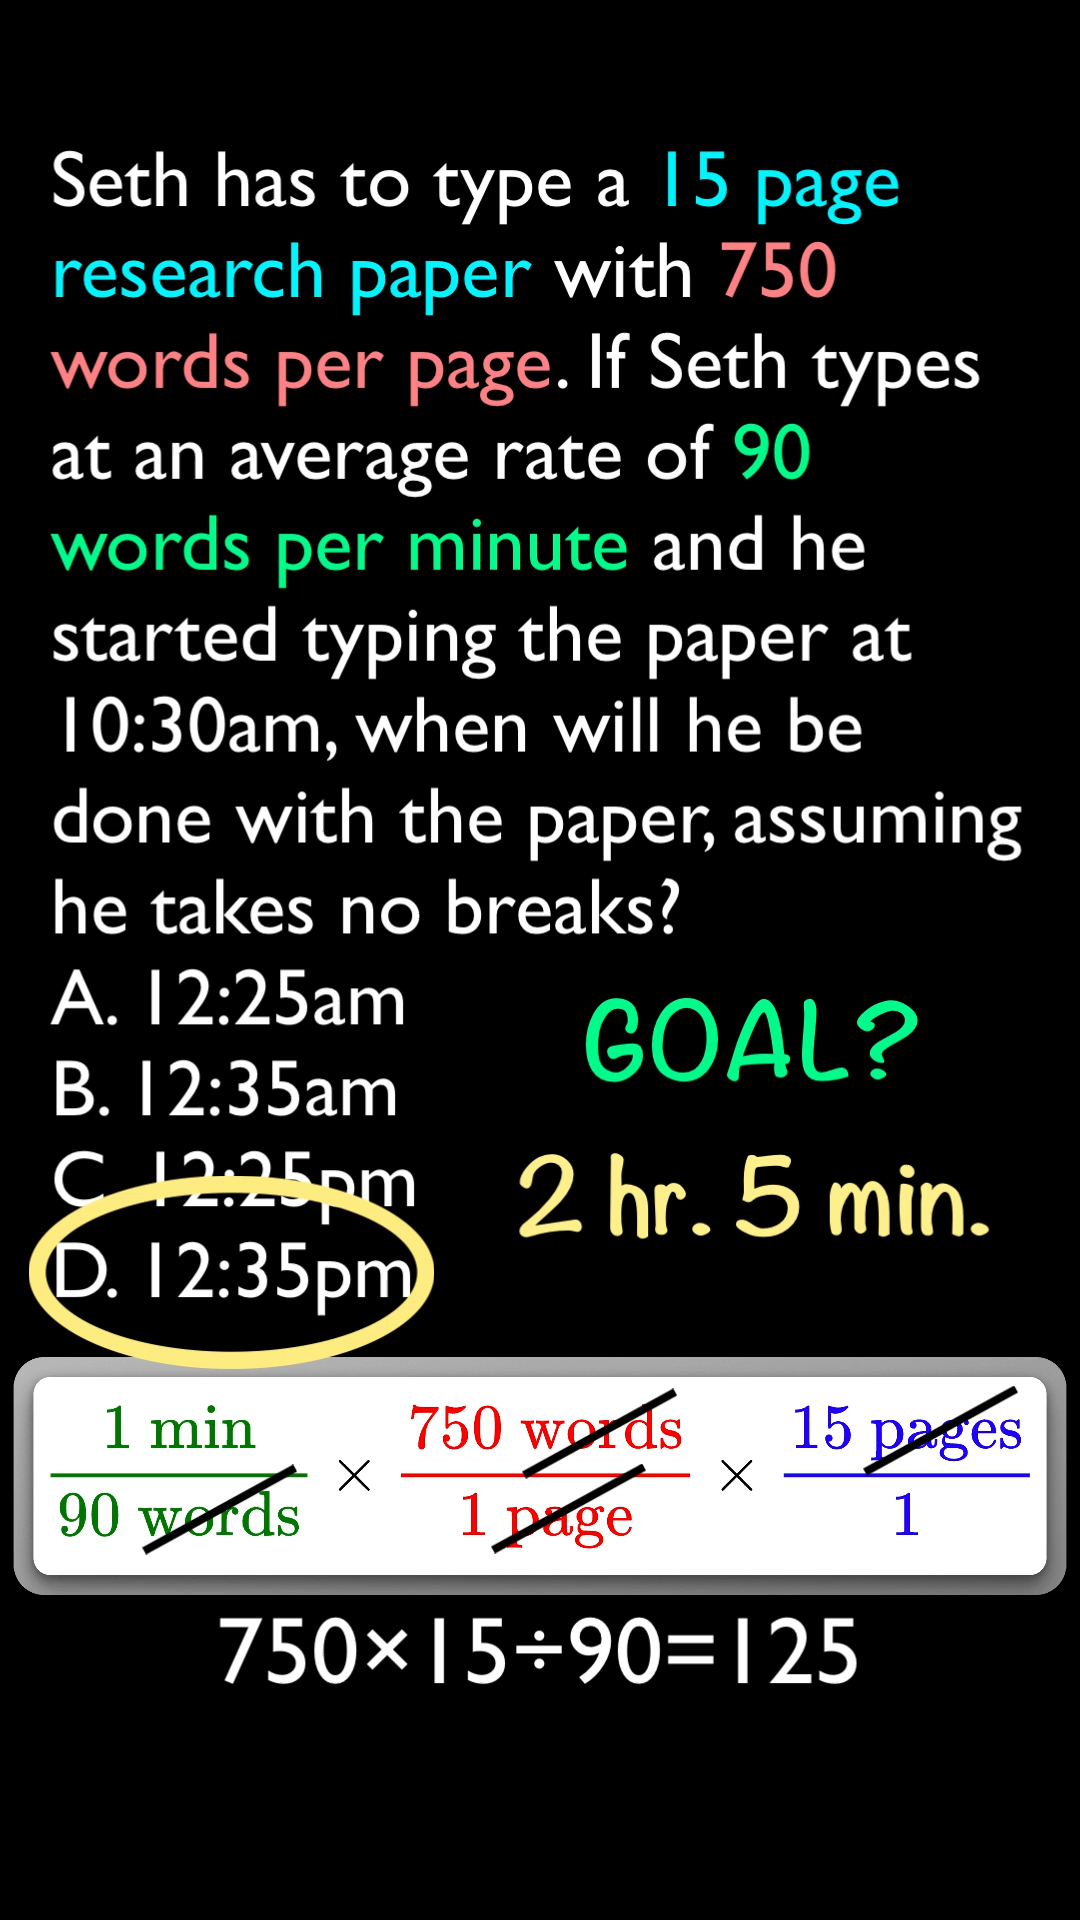 Seth has to type a 15 page
research paper with 750
words per page. If Seth types
at an average rate of 90
words per minute and he
started typing the paper at
10:30am, when will he be
done with the paper, assuming
he takes no breaks?
A. 12:25am
GOAL?
B. 12:35am
C. 12:25pm
2 hr. 5 min.
D. 12:35pm
1 min / 90 words × 750 words / 1 page × 15 pages / 1
750×15÷90=125